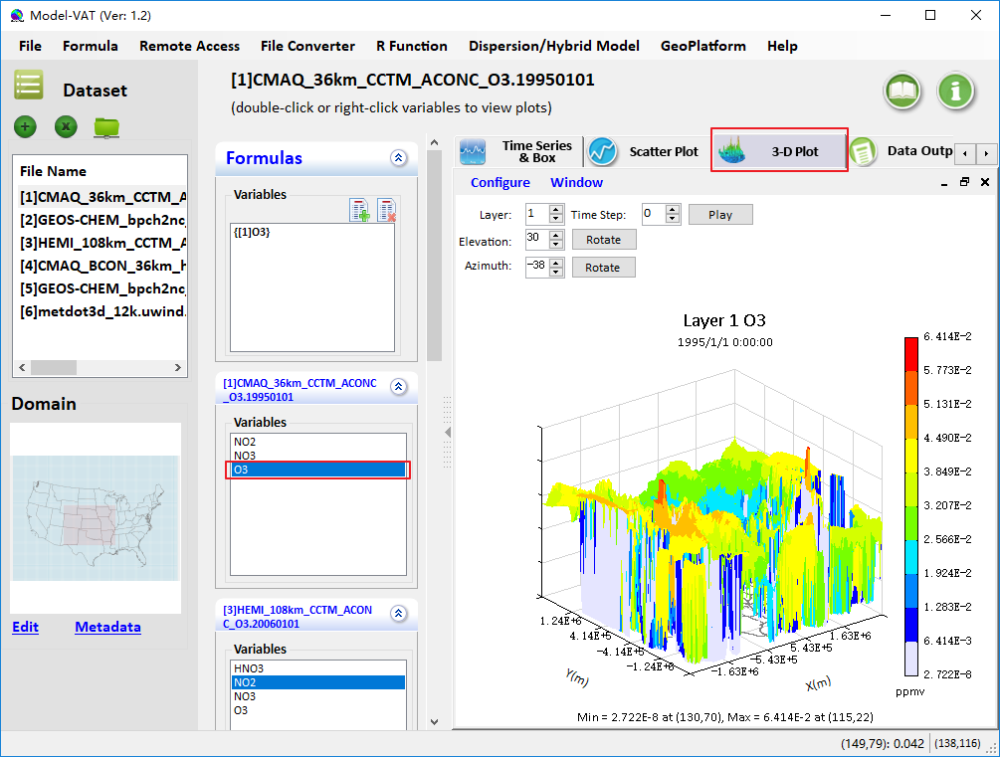 Model-VAT (Ver: 1.2)
File Formula Remote Access File Converter R Function Dispersion/Hybrid Model GeoPlatform Help
Dataset
[1]CMAQ_36km_CCTM_ACONC_O3.19950101
(double-click or right-click variables to view plots)
File Name
[1]CMAQ_36km_CCTM_A
[2]GEOS-CHEM_bpch2nc
[3]HEMI_108km_CCTM_A
[4]CMAQ_BCON_36km_h
[5]GEOS-CHEM_bpch2nc
[6]metdot3d_12k.uwind.
Domain
Edit Metadata
Formulas
Variables
{[1]O3}
[1]CMAQ_36km_CCTM_ACONC
_O3.19950101
Variables
NO2
NO3
O3
[3]HEMI_108km_CCTM_ACON
C_O3.20060101
Variables
HNO3
NO2
NO3
O3
Time Series
& Box
Scatter Plot
3-D Plot
Data Outp
Configure Window
Layer: 1 Time Step: 0 Play
Elevation: 30 Rotate
Azimuth: -38 Rotate
Layer 1 O3
1995/1/1 0:00:00
6.414E-2
5.773E-2
5.131E-2
4.490E-2
3.849E-2
3.207E-2
2.566E-2
1.924E-2
1.283E-2
6.414E-3
2.722E-8
ppmv
1.24E+6
4.14E+5
-4.14E+5
-1.24E+6
Y(m)
-1.63E+6
-5.43E+5
5.43E+5
1.63E+6
X(m)
Min = 2.722E-8 at (130,70), Max = 6.414E-2 at (115,22)
(149,79): 0.042 (138,116)